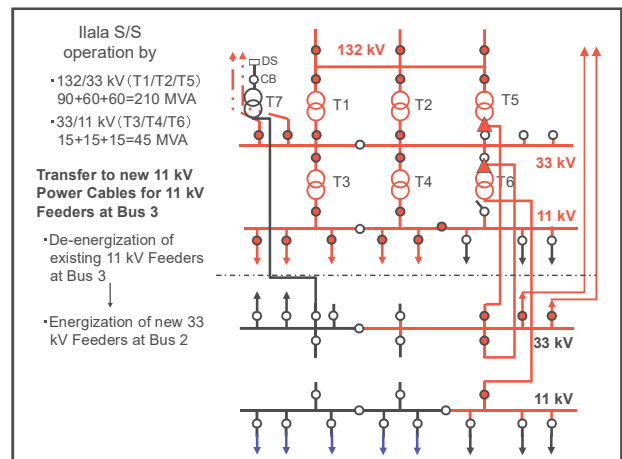 Ilala S/S
operation by
・132/33 kV (T1/T2/T5)
90+60+60=210 MVA
・33/11 kV (T3/T4/T6)
15+15+15=45 MVA
Transfer to new 11 kV
Power Cables for 11 kV
Feeders at Bus 3
・De-energization of
existing 11 kV Feeders
at Bus 3
・Energization of new 33
kV Feeders at Bus 2
132 kV
DS
CB
T7
T1
T2
T5
33 kV
T3
T4
T6
11 kV
33 kV
11 kV